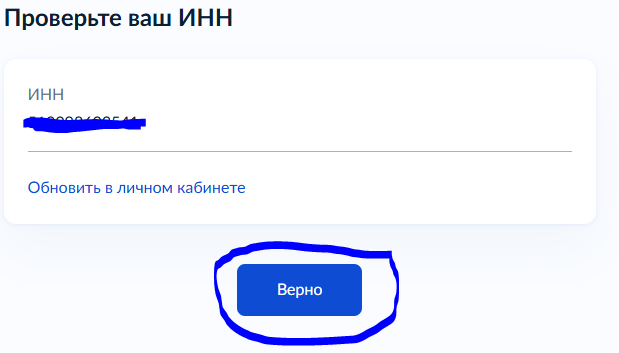 Проверьте ваш ИНН
ИНН
Обновить в личном кабинете
Верно